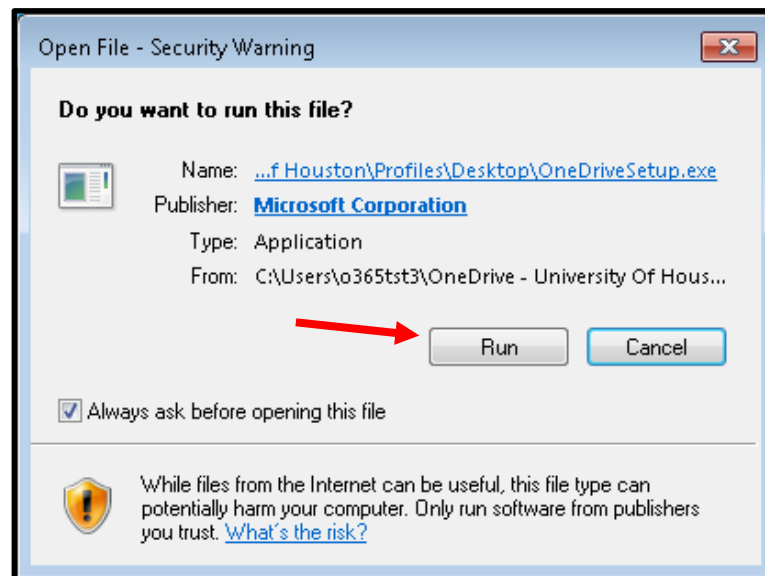 Open File - Security Warning
Do you want to run this file?
Name: ...f Houston\Profiles\Desktop\OneDriveSetup.exe
Publisher: Microsoft Corporation
Type: Application
From: C:\Users\o365tst3\OneDrive - University Of Hous...
Run Cancel
Always ask before opening this file
While files from the Internet can be useful, this file type can
potentially harm your computer. Only run software from publishers
you trust. What's the risk?